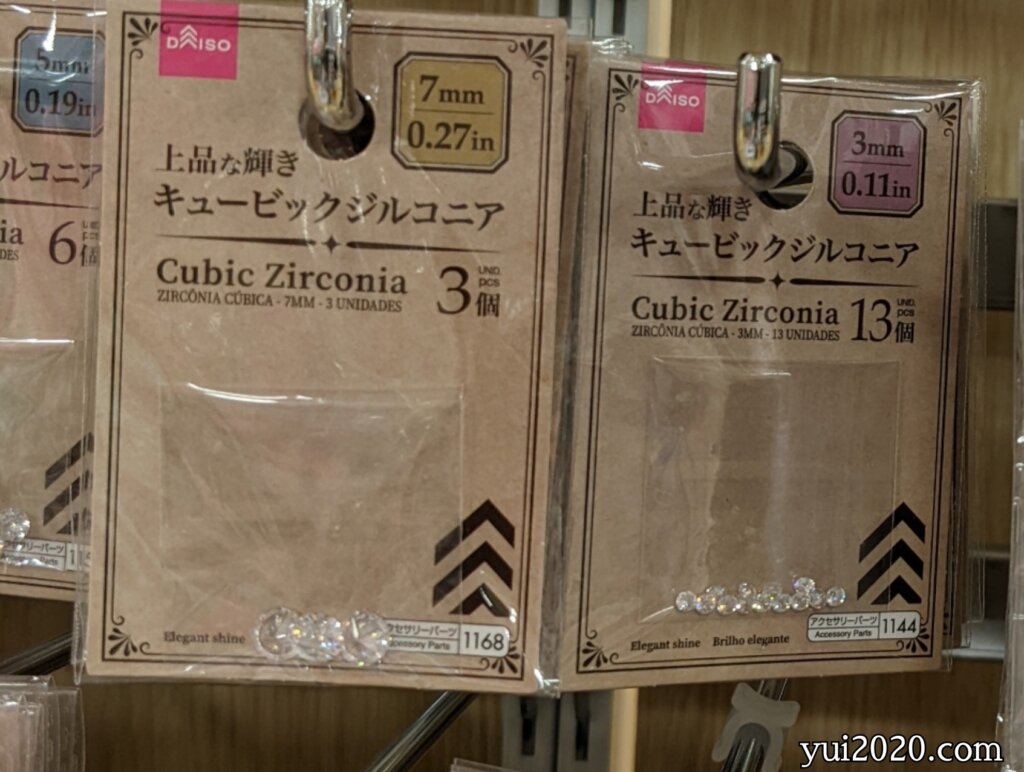 5mm
0.19in
ルコニア
6
個
DAISO
7mm
0.27in
上品な輝き
キュービックジルコニア
Cubic Zirconia
ZIRCÔNIA CÚBICA - 7MM - 3 UNIDADES
3
UND.
pcs
個
Elegant shine
アクセサリーパーツ
Accessory Parts
1168
DAISO
3mm
0.11in
上品な輝き
キュービックジルコニア
Cubic Zirconia
ZIRCÔNIA CÚBICA - 3MM - 13 UNIDADES
13
UND.
pcs
個
Elegant shine Brilho elegante
アクセサリーパーツ
Accessory Parts
1144
yui2020.com